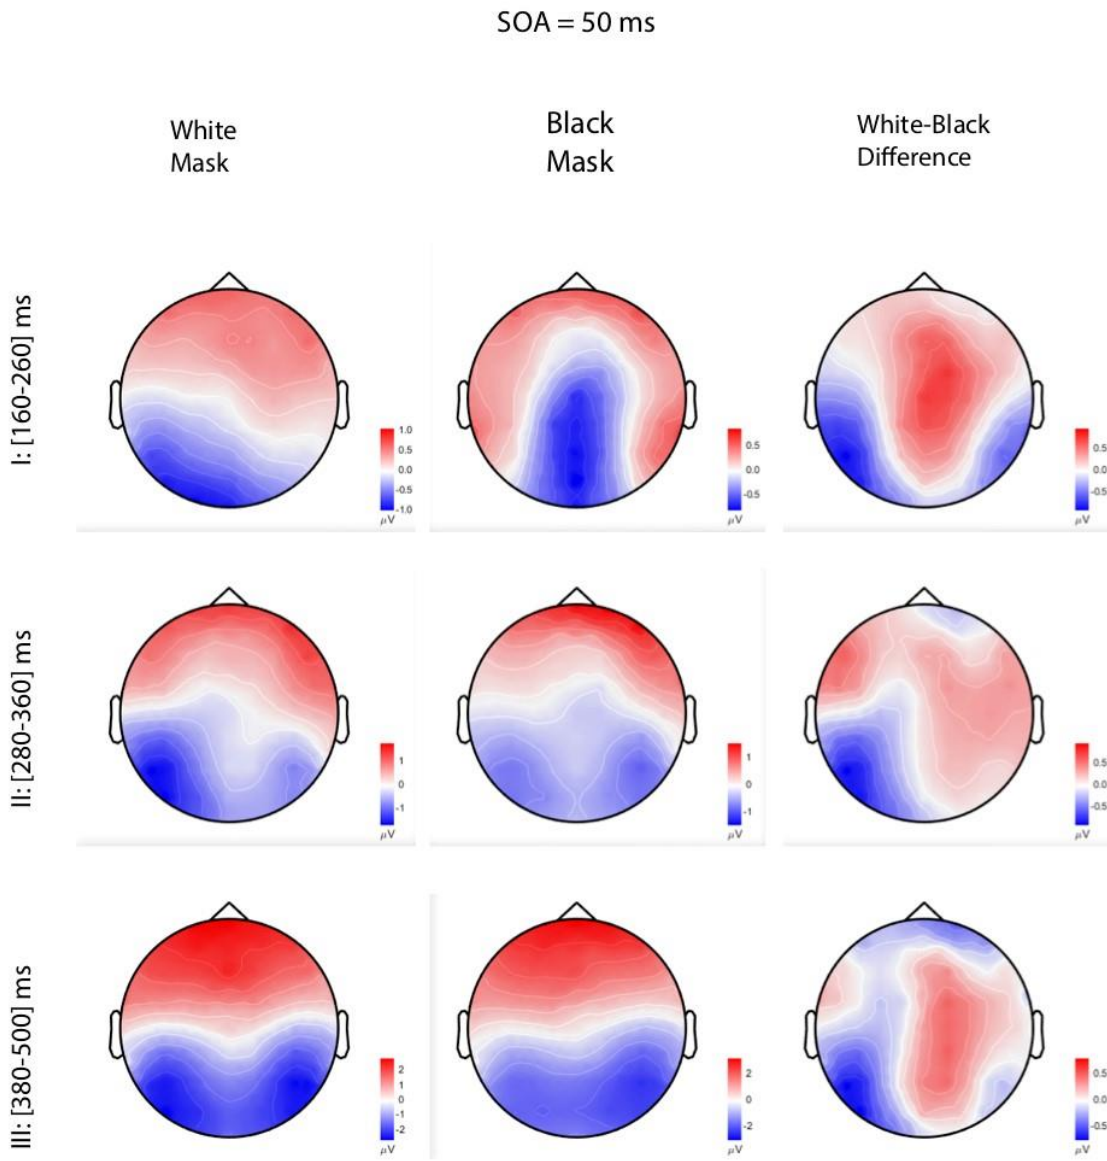 SOA = 50 ms
White
Mask
Black
Mask
White-Black
Difference
I: [160-260] ms
1.0
0.5
0.0
-0.5
-1.0
μV
0.5
0.0
-0.5
μV
0.5
0.0
-0.5
μV
II: [280-360] ms
1
0
-1
μV
1
0
-1
μV
0.5
0.0
-0.5
μV
III: [380-500] ms
2
1
0
-1
-2
μV
2
0
-2
μV
0.5
0.0
-0.5
μV